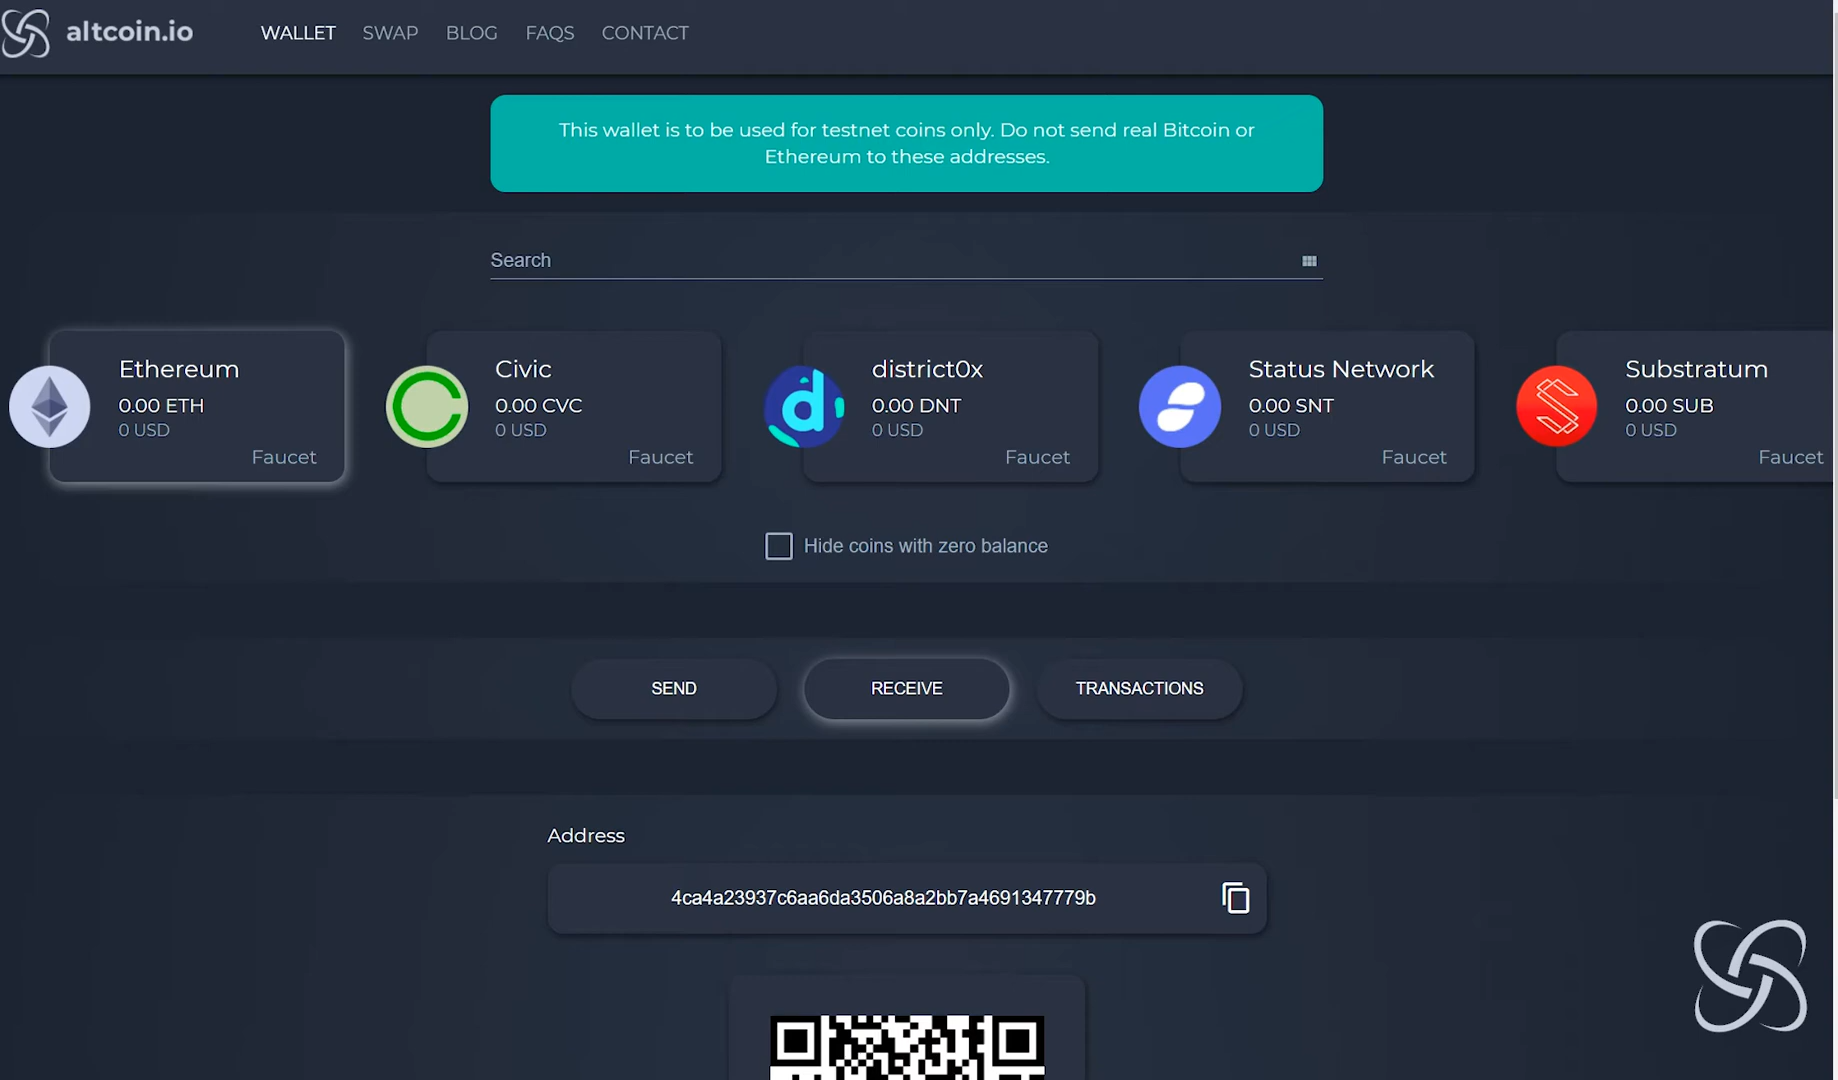 altcoin.io
WALLET
SWAP
BLOG
FAQS
CONTACT
This wallet is to be used for testnet coins only. Do not send real Bitcoin or
Ethereum to these addresses.
Search
Ethereum
0.00 ETH
0 USD
Faucet
Civic
0.00 CVC
0 USD
Faucet
district0x
0.00 DNT
0 USD
Faucet
Status Network
0.00 SNT
0 USD
Faucet
Substratum
0.00 SUB
0 USD
Faucet
Hide coins with zero balance
SEND
RECEIVE
TRANSACTIONS
Address
4ca4a23937c6aa6da3506a8a2bb7a4691347779b